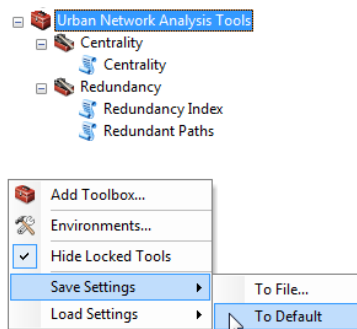 Urban Network Analysis Tools
Centrality
Centrality
Redundancy
Redundancy Index
Redundant Paths
Add Toolbox...
Environments...
Hide Locked Tools
Save Settings
To File...
Load Settings
To Default